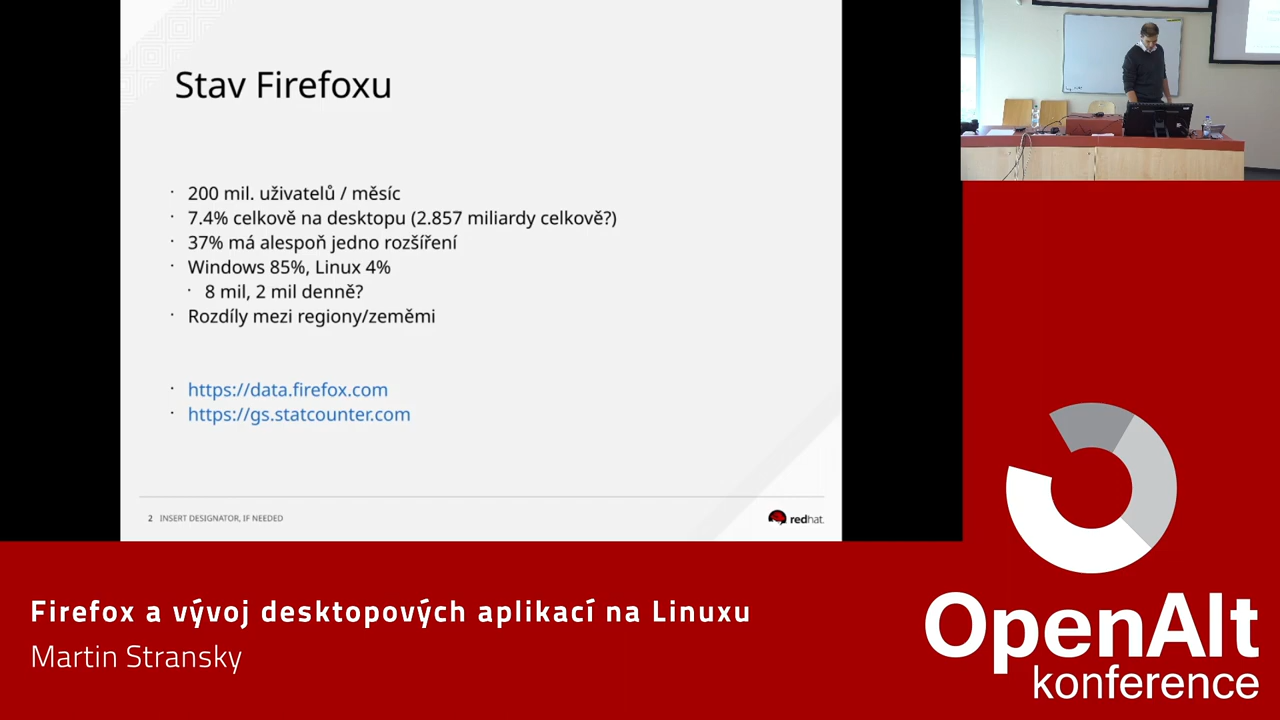 Stav Firefoxu
200 mil. uživatelů / měsíc
7.4% celkově na desktopu (2.857 miliardy celkově?)
37% má alespoň jedno rozšíření
Windows 85%, Linux 4%
8 mil, 2 mil denně?
Rozdíly mezi regiony/zeměmi
https://data.firefox.com
https://gs.statcounter.com
2 INSERT DESIGNATOR, IF NEEDED
redhat.
Firefox a vývoj desktopových aplikací na Linuxu
Martin Stransky
OpenAlt
konference